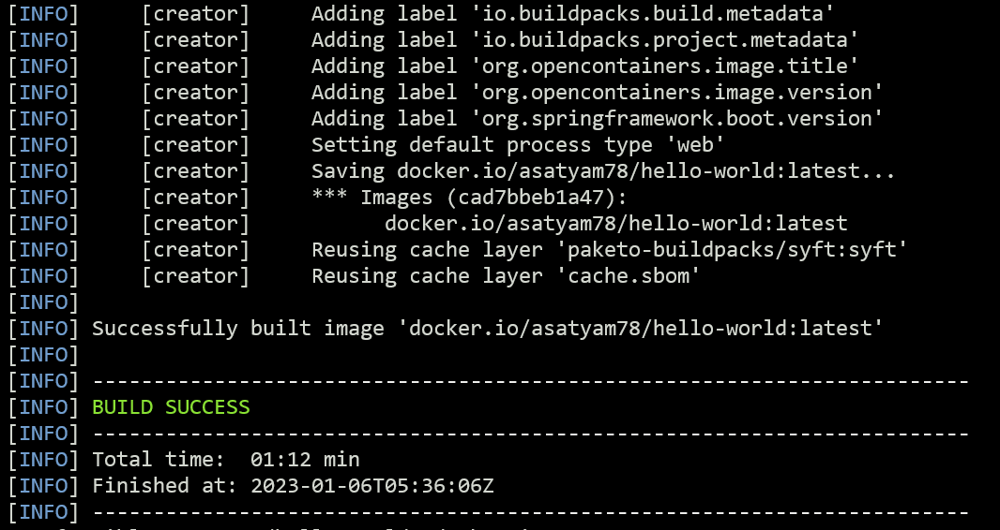 [INFO]     [creator]     Adding label 'io.buildpacks.build.metadata'
[INFO]     [creator]     Adding label 'io.buildpacks.project.metadata'
[INFO]     [creator]     Adding label 'org.opencontainers.image.title'
[INFO]     [creator]     Adding label 'org.opencontainers.image.version'
[INFO]     [creator]     Adding label 'org.springframework.boot.version'
[INFO]     [creator]     Setting default process type 'web'
[INFO]     [creator]     Saving docker.io/asatyam78/hello-world:latest...
[INFO]     [creator]     *** Images (cad7bbeb1a47):
[INFO]     [creator]           docker.io/asatyam78/hello-world:latest
[INFO]     [creator]     Reusing cache layer 'paketo-buildpacks/syft:syft'
[INFO]     [creator]     Reusing cache layer 'cache.sbom'
[INFO]
[INFO] Successfully built image 'docker.io/asatyam78/hello-world:latest'
[INFO]
[INFO] ------------------------------------------------------------------------
[INFO] BUILD SUCCESS
[INFO] ------------------------------------------------------------------------
[INFO] Total time:  01:12 min
[INFO] Finished at: 2023-01-06T05:36:06Z
[INFO] ------------------------------------------------------------------------